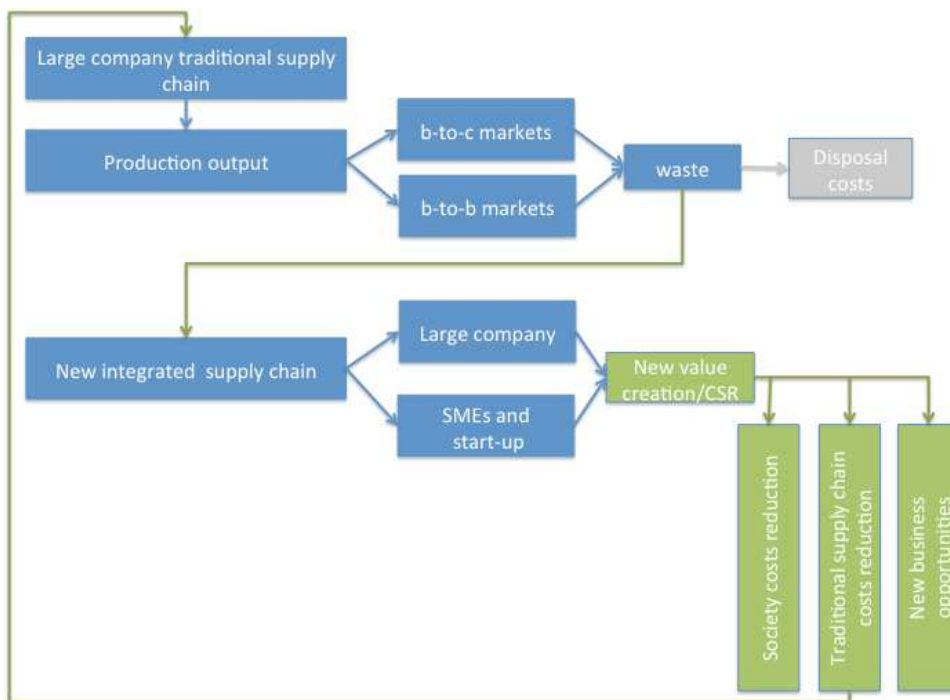 Large company traditional supply
chain
Production output
b-to-c markets
b-to-b markets
waste
Disposal
costs
New integrated supply chain
Large company
SMEs and
start-up
New value
creation/CSR
Society costs reduction
Traditional supply chain
costs reduction
New business
opportunities